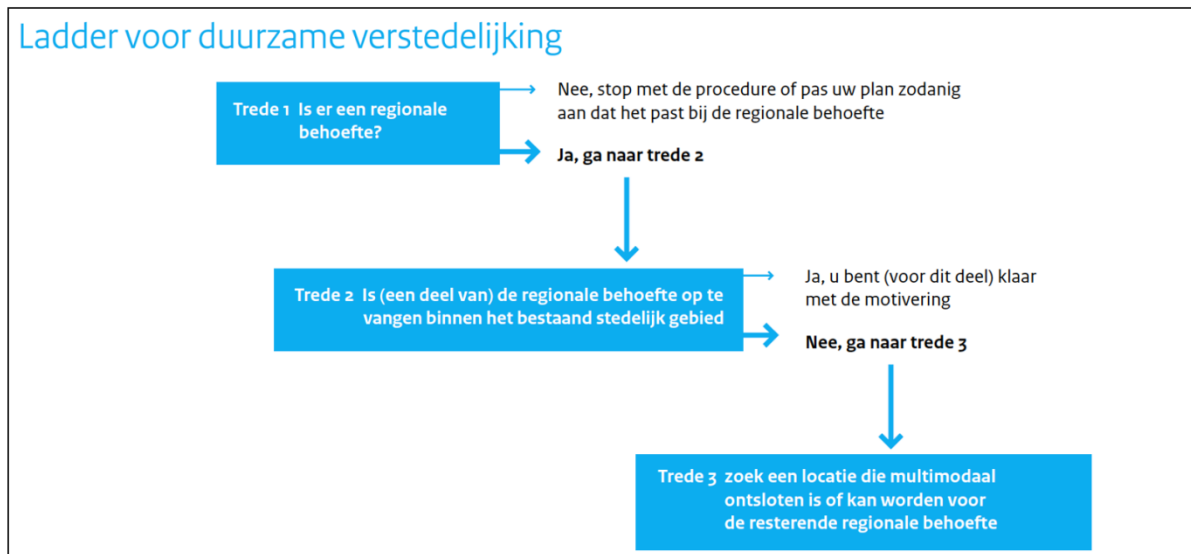 Ladder voor duurzame verstedelijking
Trede 1 Is er een regionale
behoefte?
Nee, stop met de procedure of pas uw plan zodanig
aan dat het past bij de regionale behoefte
Ja, ga naar trede 2
Trede 2 Is (een deel van) de regionale behoefte op te
vangen binnen het bestaand stedelijk gebied
Ja, u bent (voor dit deel) klaar
met de motivering
Nee, ga naar trede 3
Trede 3 zoek een locatie die multimodaal
ontsloten is of kan worden voor
de resterende regionale behoefte